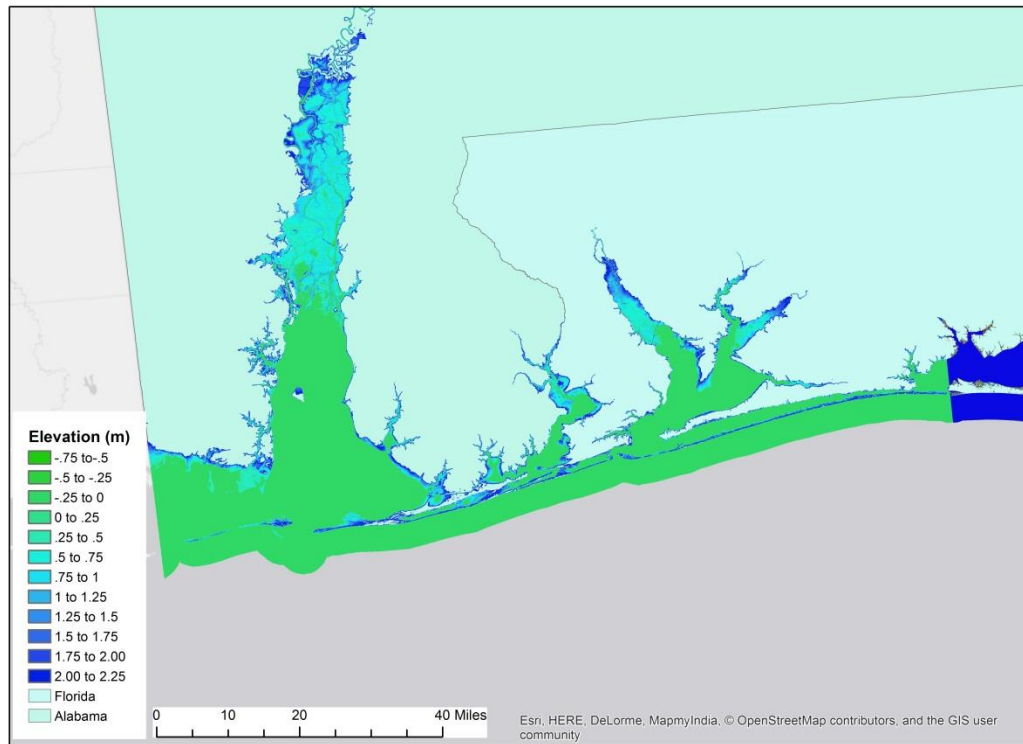 Elevation (m)
-.75 to-.5
-.5 to -.25
-.25 to 0
0 to .25
.25 to .5
.5 to .75
.75 to 1
1 to 1.25
1.25 to 1.5
1.5 to 1.75
1.75 to 2.00
2.00 to 2.25
Florida
Alabama
0 10 20 40 Miles
Esri, HERE, DeLorme, MapmyIndia, © OpenStreetMap contributors, and the GIS user
community